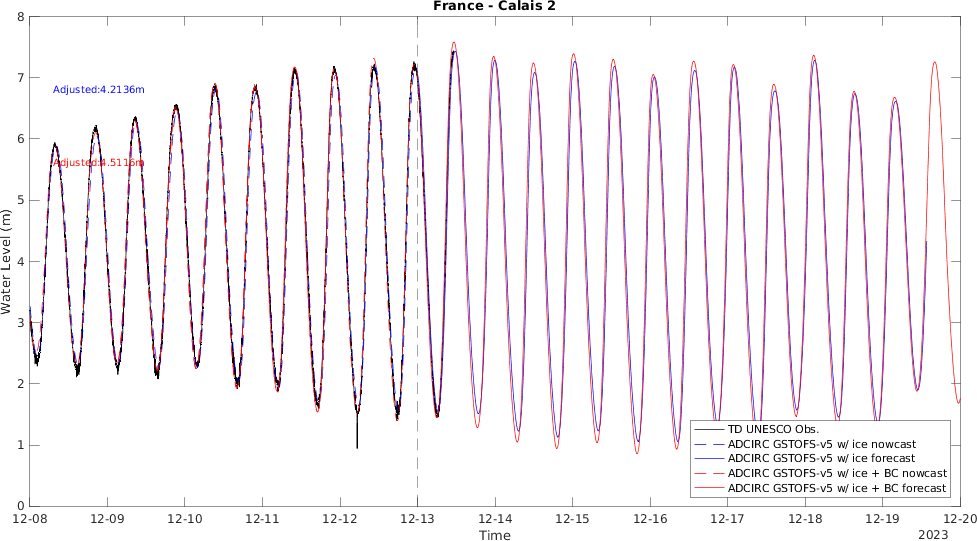 France - Calais 2
8
7
6
5
4
3
2
1
0
Water Level (m)
Adjusted:4.2136m
Adjusted:4.5116m
TD UNESCO Obs.
ADCIRC GSTOFS-v5 w/ ice nowcast
ADCIRC GSTOFS-v5 w/ ice forecast
ADCIRC GSTOFS-v5 w/ ice + BC nowcast
ADCIRC GSTOFS-v5 w/ ice + BC forecast
12-08 12-09 12-10 12-11 12-12 12-13 12-14 12-15 12-16 12-17 12-18 12-19 12-20
Time
2023